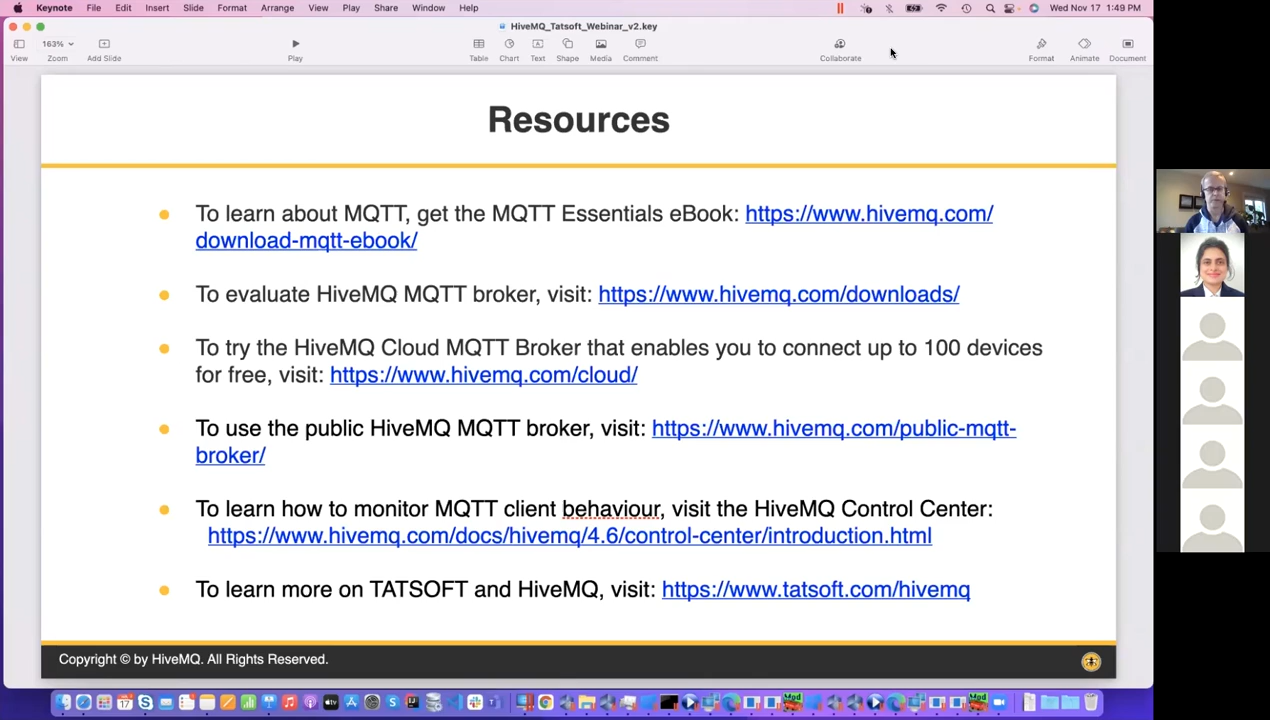 Keynote File Edit Insert Slide Format Arrange View Play Share Window Help Wed Nov 17 1:49 PM
HiveMQ_Tatsoft_Webinar_v2.key
163%
View Zoom Add Slide Play Table Chart Text Shape Media Comment Collaborate Format Animate Document
Resources
To learn about MQTT, get the MQTT Essentials eBook: https://www.hivemq.com/
download-mqtt-ebook/
To evaluate HiveMQ MQTT broker, visit: https://www.hivemq.com/downloads/
To try the HiveMQ Cloud MQTT Broker that enables you to connect up to 100 devices
for free, visit: https://www.hivemq.com/cloud/
To use the public HiveMQ MQTT broker, visit: https://www.hivemq.com/public-mqtt-
broker/
To learn how to monitor MQTT client behaviour, visit the HiveMQ Control Center:
https://www.hivemq.com/docs/hivemq/4.6/control-center/introduction.html
To learn more on TATSOFT and HiveMQ, visit: https://www.tatsoft.com/hivemq
Copyright © by HiveMQ. All Rights Reserved.